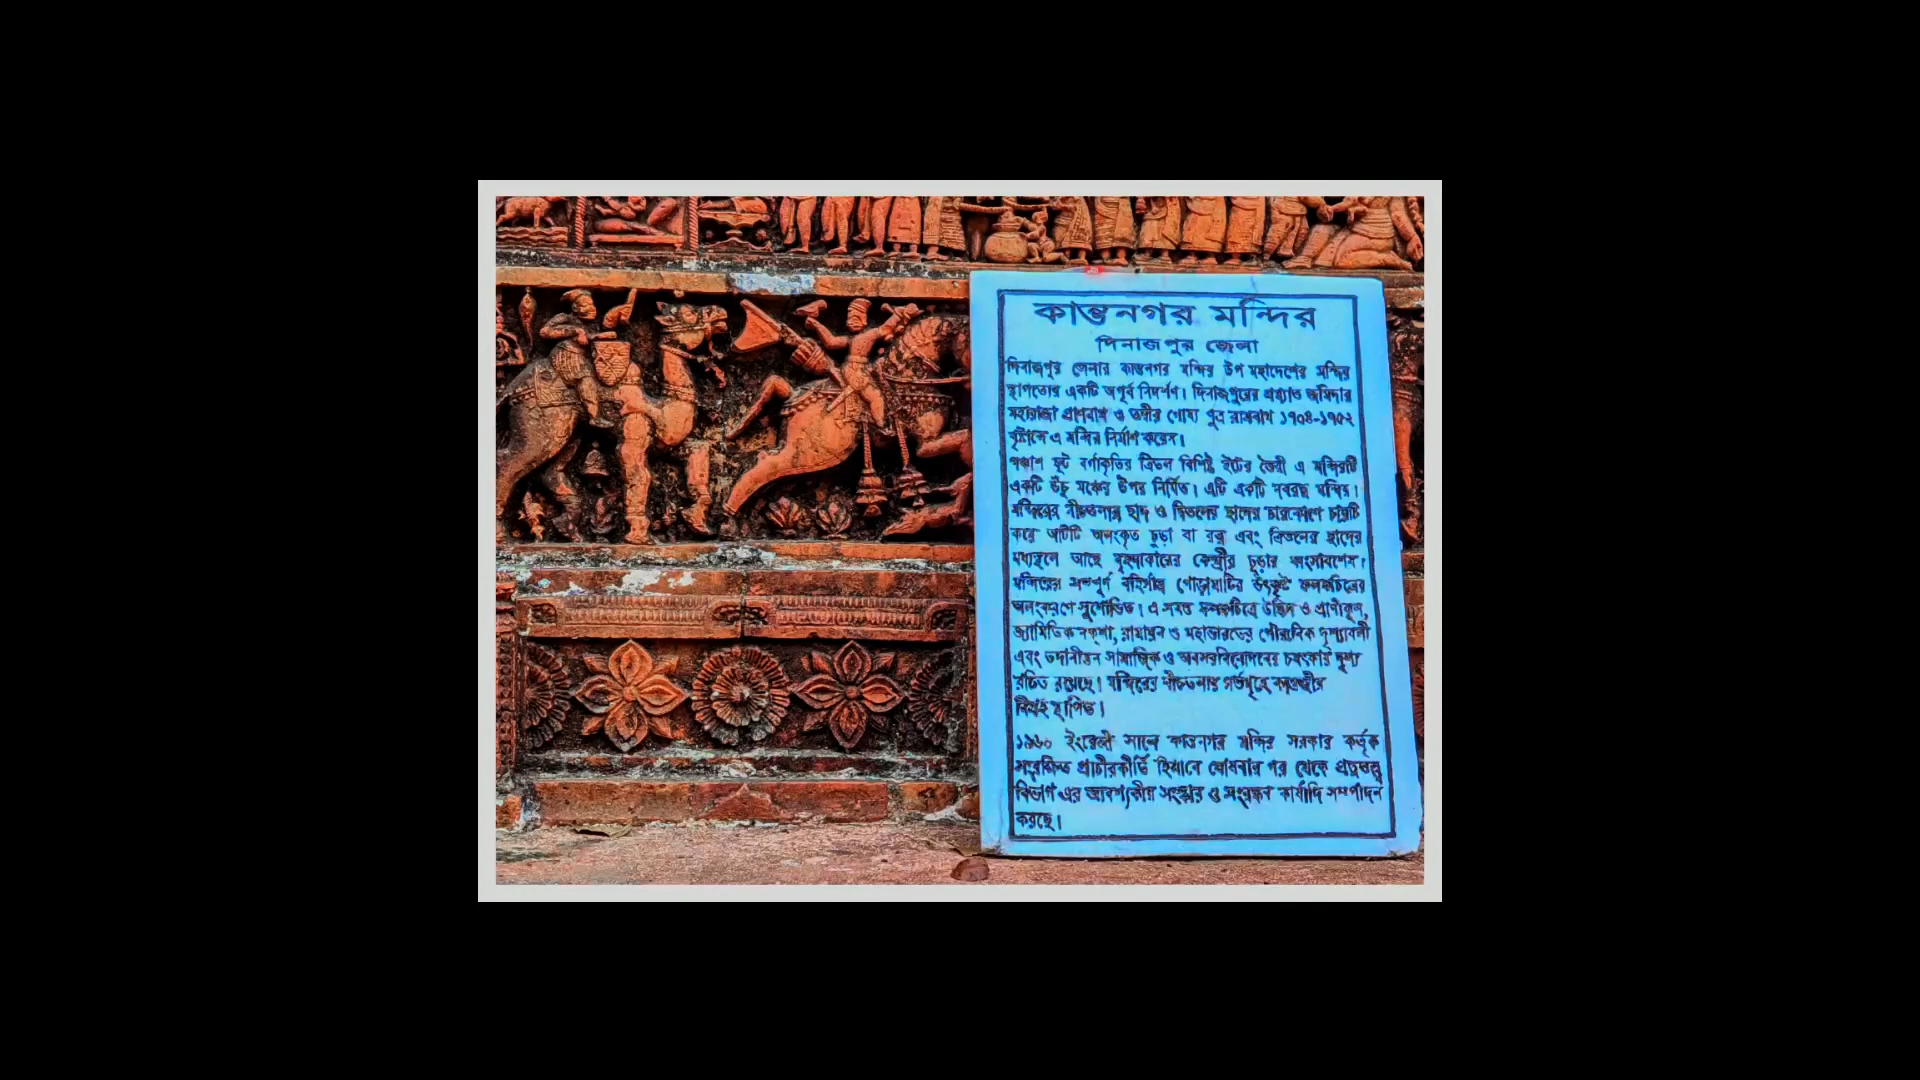 কান্তনগর মন্দির
দিনাজপুর জেলা
দিনাজপুর জেলার কান্তনগর মন্দির উপ মহাদেশের মন্দির
স্থাপত্যের একটি অপূর্ব নিদর্শণ। দিনাজপুরের প্রখ্যাত জমিদার
মহারাজা প্রাণনাথ ও তদীর পোষ্য পুত্র রামনাথ ১৭০৪-১৭৫২
খৃষ্টাব্দে এ মন্দির নির্মাণ করেন।
পঞ্চাশ ফুট বর্গাকৃতির ত্রিতল বিশিষ্ট ইটের তৈরী এ মন্দিরটি
একটি উঁচু মঞ্চের উপর নির্মিত। এটি একটি নবরত্ন মন্দির।
মন্দিরের নীচতলার ছাদ ও দ্বিতলের ছাদের চারকোণে চারটি
করে আটটি অলংকৃত চুড়া বা রত্ন এবং ত্রিতলের ছাদের
মধ্যস্থলে আছে বৃহদাকারের কেন্দ্রীয় চুড়ার ধ্বংসাবশেষ।
মন্দিরের সম্পূর্ণ বহির্গাত্র পোড়ামাটির উৎকৃষ্ট ফলকচিত্রের
অলংকরণে সুশোভিত। এ সমস্ত ফলকচিত্রে উদ্ভিদ ও প্রাণীকূল,
জ্যামিতিক নক্শা, রামায়ন ও মহাভারতের পৌরানিক দৃশ্যাবলী
এবং তদানীন্তন সামাজিক ও অবসরবিনোদনের চমৎকার দৃশ্য
রচিত রয়েছে। মন্দিরের নীচতলার গর্ভগৃহে কান্তজীর
বিগ্রহ স্থাপিত।
১৯৬০ ইংরেজী সালে কান্তনগর মন্দির সরকার কর্তৃক
সংরক্ষিত প্রাচীরকীর্তি হিসাবে ঘোষনার পর থেকে প্রত্নতত্ত্ব
বিভাগ এর আবশ্যকীয় সংস্কার ও সংরক্ষণ কার্যাদি সম্পাদন
করছে।